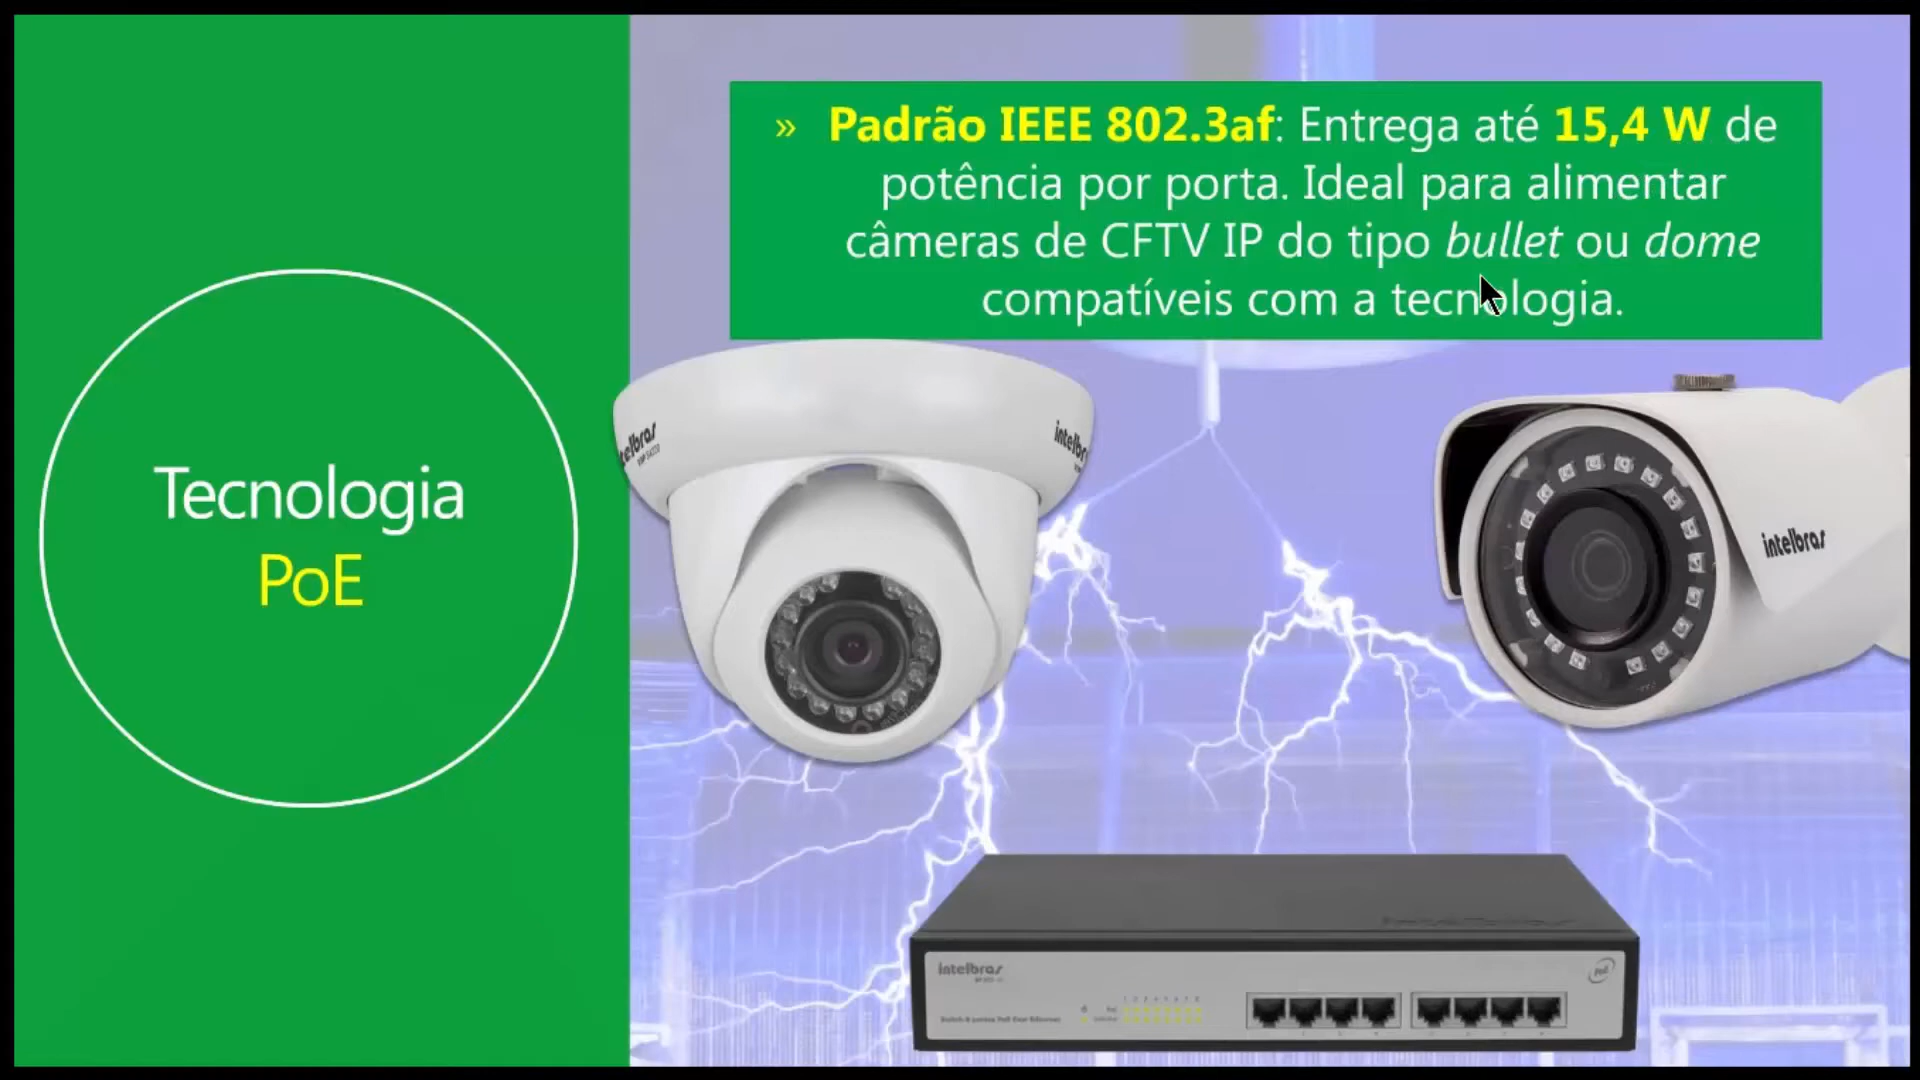 Tecnologia
PoE
» Padrão IEEE 802.3af: Entrega até 15,4 W de
potência por porta. Ideal para alimentar
câmeras de CFTV IP do tipo bullet ou dome
compatíveis com a tecnologia.
intelbras
intelbras
intelbras
PoE